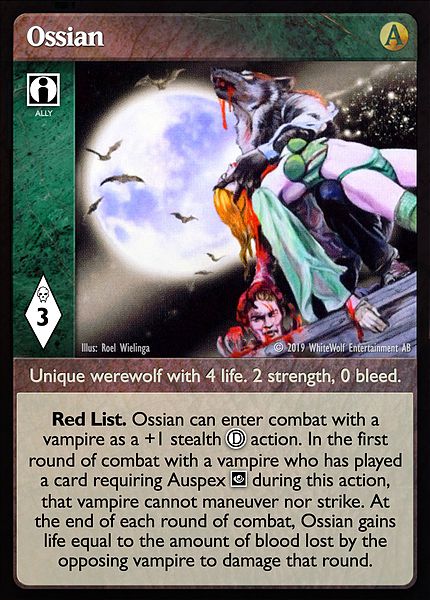 Ossian
A
ALLY
3
Illus: Roel Wielinga
© 2019 WhiteWolf Entertainment AB
Unique werewolf with 4 life. 2 strength, 0 bleed.
Red List. Ossian can enter combat with a
vampire as a +1 stealth Ⓓ action. In the first
round of combat with a vampire who has played
a card requiring Auspex during this action,
that vampire cannot maneuver nor strike. At
the end of each round of combat, Ossian gains
life equal to the amount of blood lost by the
opposing vampire to damage that round.